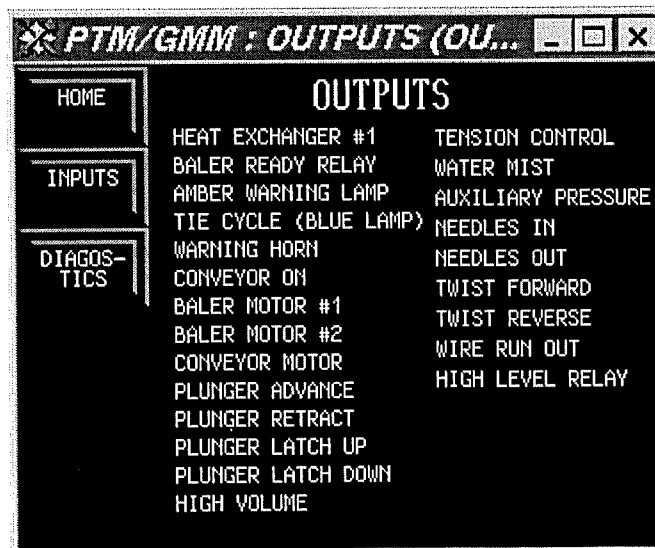 PTM/GMM : OUTPUTS (OU...
HOME
INPUTS
DIAGOS-
TICS
OUTPUTS
HEAT EXCHANGER #1
BALER READY RELAY
AMBER WARNING LAMP
TIE CYCLE (BLUE LAMP)
WARNING HORN
CONVEYOR ON
BALER MOTOR #1
BALER MOTOR #2
CONVEYOR MOTOR
PLUNGER ADVANCE
PLUNGER RETRACT
PLUNGER LATCH UP
PLUNGER LATCH DOWN
HIGH VOLUME
TENSION CONTROL
WATER MIST
AUXILIARY PRESSURE
NEEDLES IN
NEEDLES OUT
TWIST FORWARD
TWIST REVERSE
WIRE RUN OUT
HIGH LEVEL RELAY